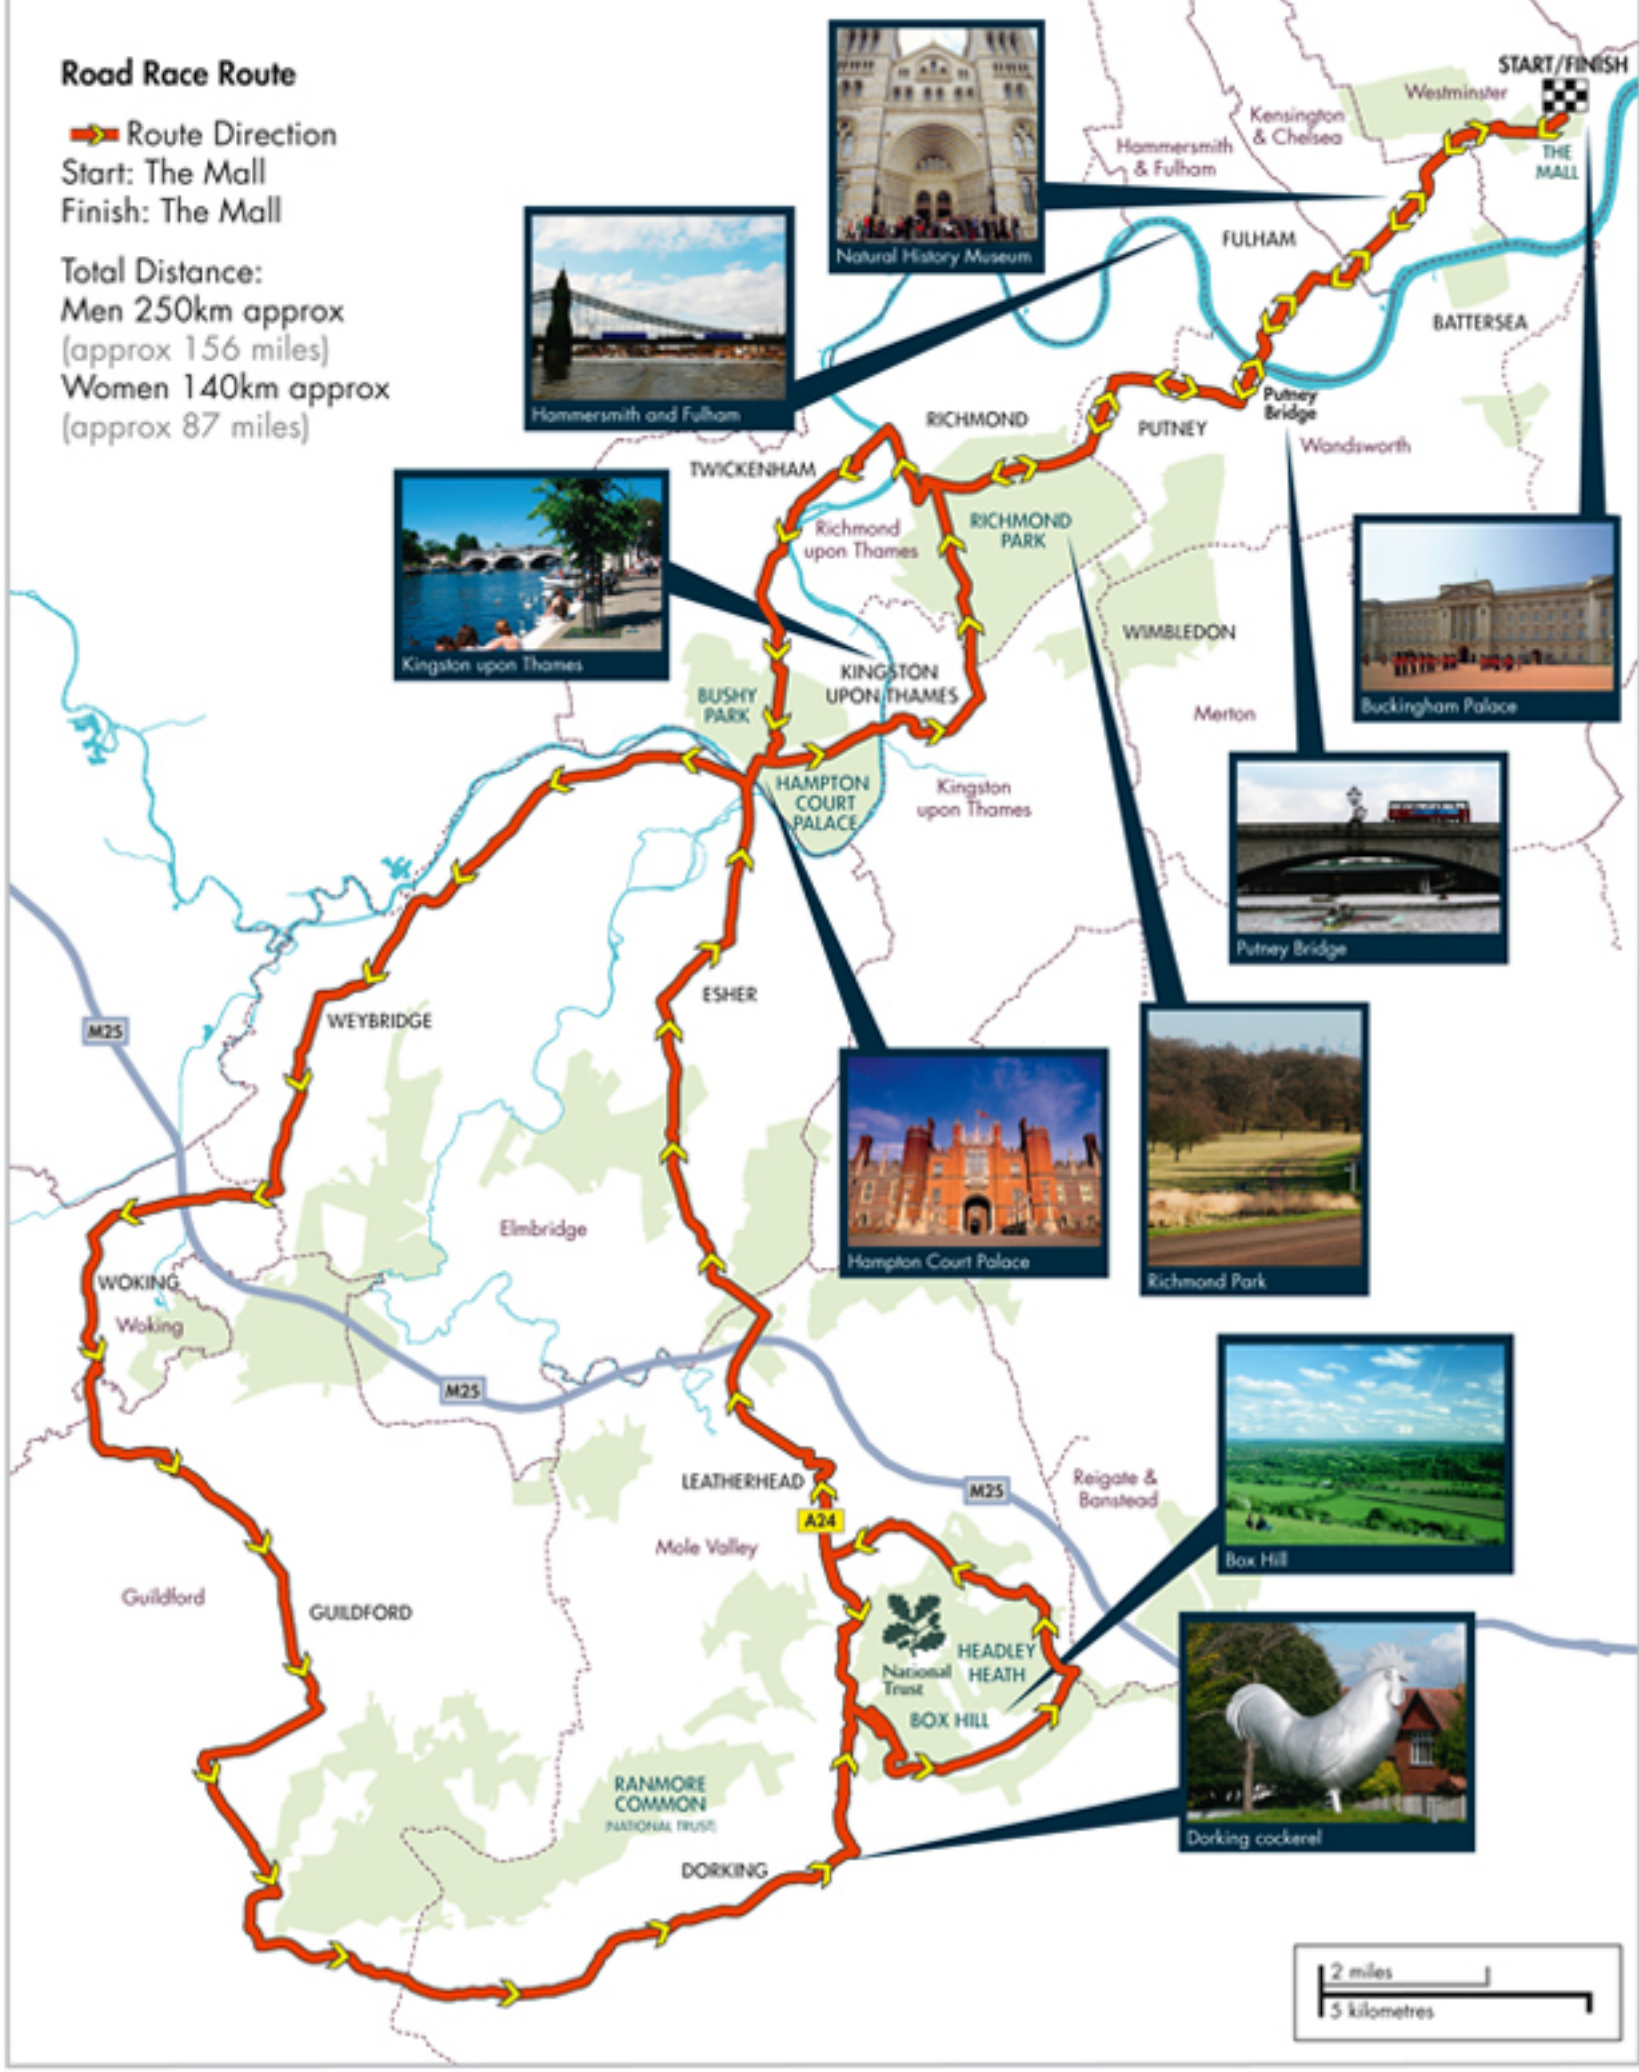 Road Race Route
Route Direction
Start: The Mall
Finish: The Mall
Total Distance:
Men 250km approx
(approx 156 miles)
Women 140km approx
(approx 87 miles)
START/FINISH
Westminster
THE
MALL
Kensington
& Chelsea
Hammersmith
& Fulham
Natural History Museum
FULHAM
BATTERSEA
Hammersmith and Fulham
Putney
Bridge
RICHMOND
PUTNEY
Wandsworth
TWICKENHAM
Richmond
upon Thames
RICHMOND
PARK
Kingston upon Thames
WIMBLEDON
KINGSTON
UPON THAMES
BUSHY
PARK
Buckingham Palace
Merton
HAMPTON
COURT
PALACE
Kingston
upon Thames
Putney Bridge
ESHER
WEYBRIDGE
M25
Elmbridge
Hampton Court Palace
Richmond Park
WOKING
Woking
M25
LEATHERHEAD
M25
Reigate &
Banstead
A24
Mole Valley
Box Hill
Guildford
GUILDFORD
HEADLEY
HEATH
National
Trust
BOX HILL
RANMORE
COMMON
(NATIONAL TRUST)
Dorking cockerel
DORKING
2 miles
5 kilometres